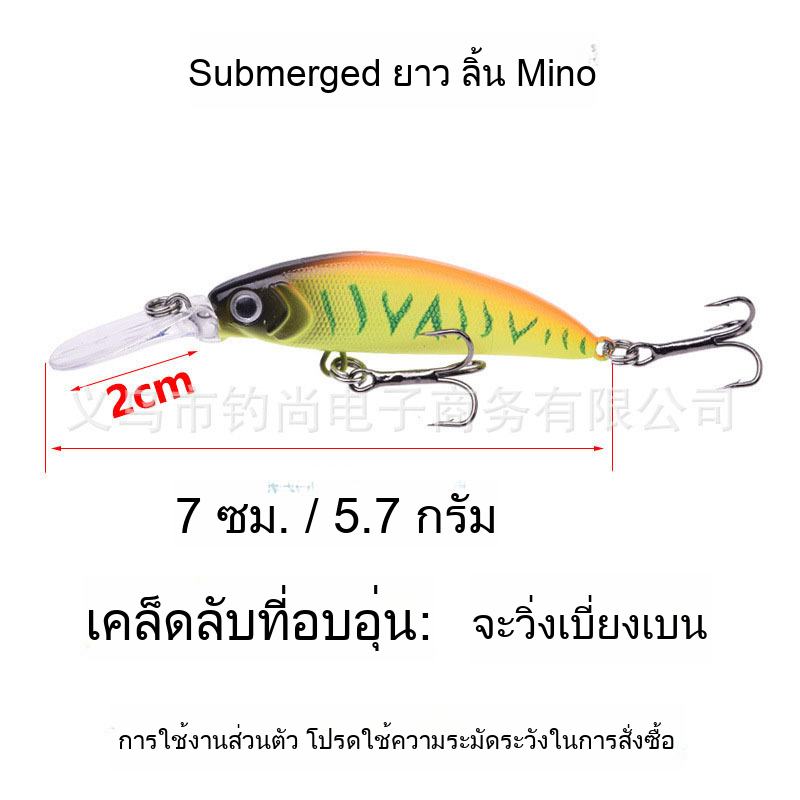 Submerged ยาว ลิ้น Mino
2cm
义乌市钓尚电子商务有限公司
7 ซม. / 5.7 กรัม
เคล็ดลับที่อบอุ่น: จะวิ่งเบี่ยงเบน
การใช้งานส่วนตัว โปรดใช้ความระมัดระวังในการสั่งซื้อ